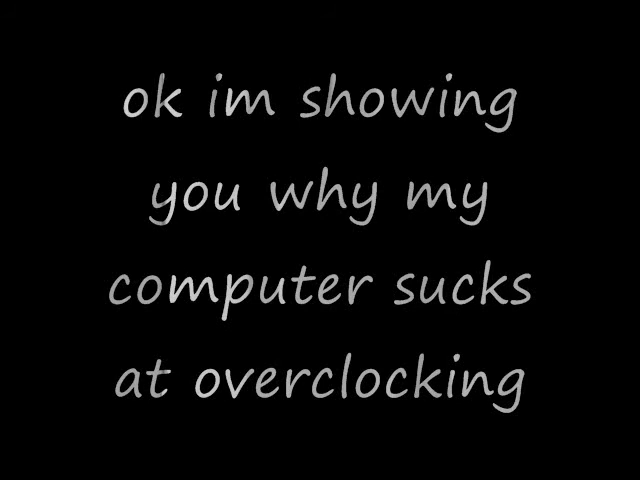 ok im showing
you why my
computer sucks
at overclocking